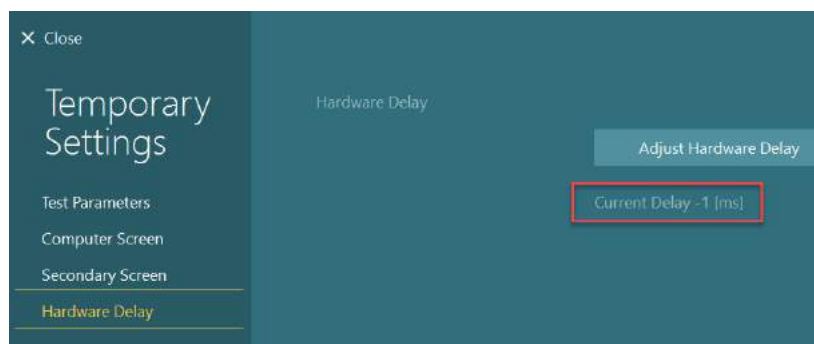 ✕ Close
Temporary
Settings
Test Parameters
Computer Screen
Secondary Screen
Hardware Delay
Hardware Delay
Adjust Hardware Delay
Current Delay -1 [ms]